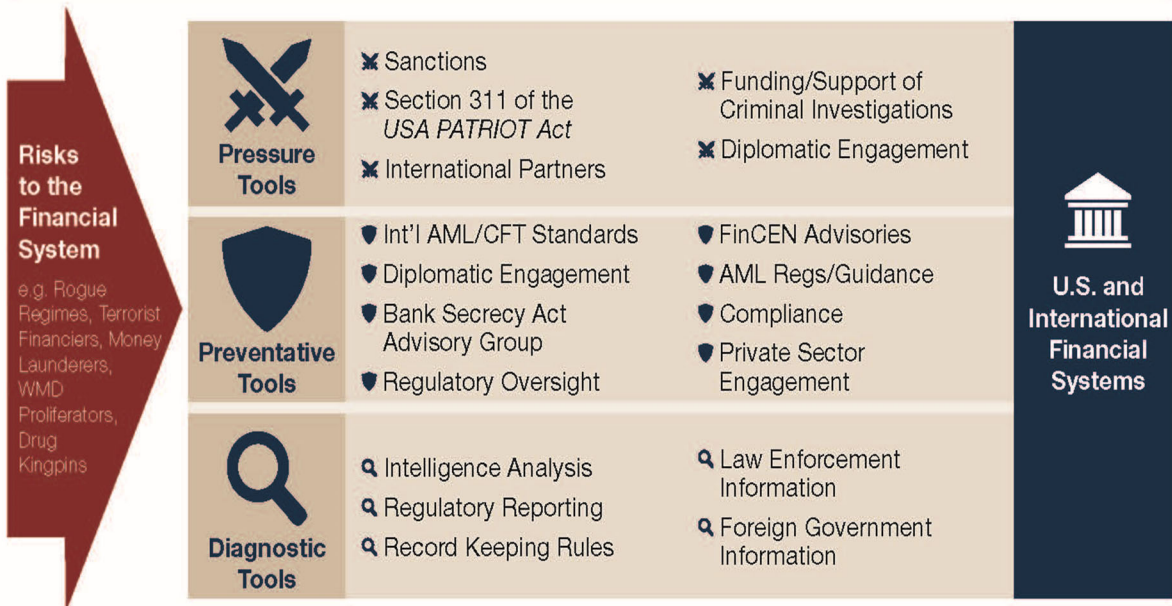 Risks
to the
Financial
System
e.g. Rogue
Regimes, Terrorist
Financiers, Money
Launderers,
WMD
Proliferators,
Drug
Kingpins
Pressure
Tools
Sanctions
Section 311 of the
USA PATRIOT Act
International Partners
Funding/Support of
Criminal Investigations
Diplomatic Engagement
Preventative
Tools
Int'l AML/CFT Standards
Diplomatic Engagement
Bank Secrecy Act
Advisory Group
Regulatory Oversight
FinCEN Advisories
AML Regs/Guidance
Compliance
Private Sector
Engagement
Diagnostic
Tools
Intelligence Analysis
Regulatory Reporting
Record Keeping Rules
Law Enforcement
Information
Foreign Government
Information
U.S. and
International
Financial
Systems